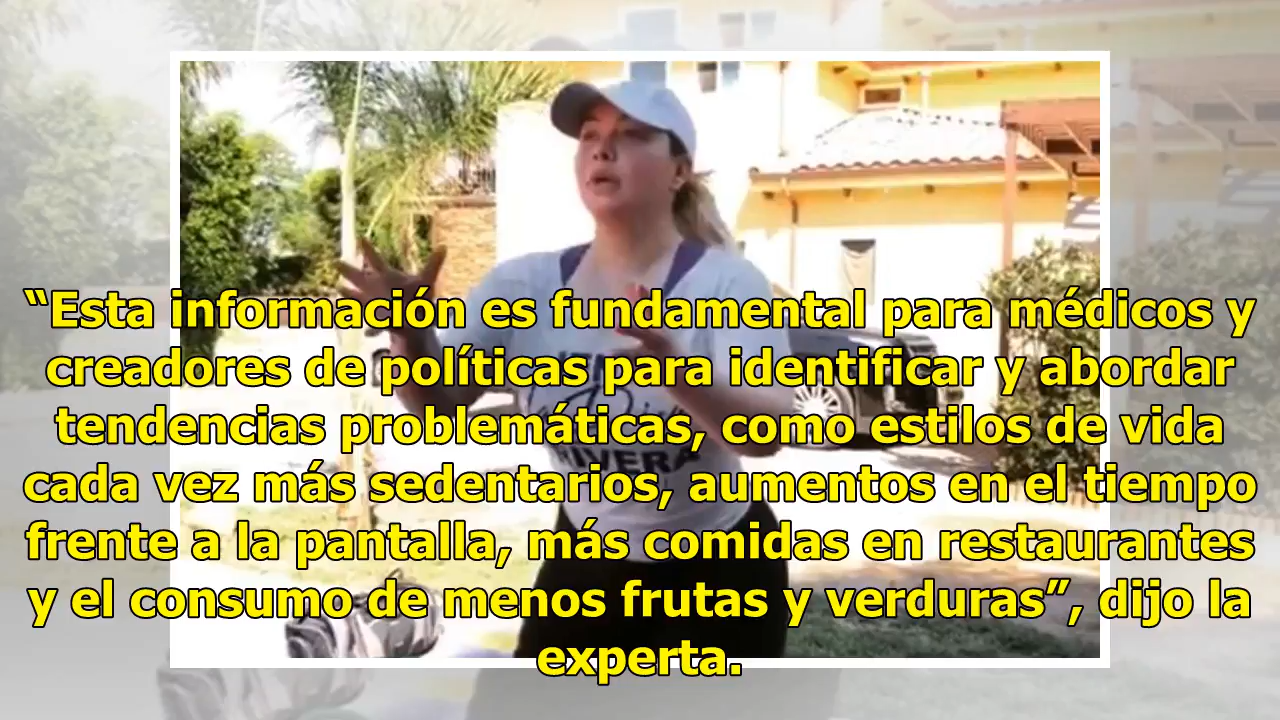 “Esta información es fundamental para médicos y
creadores de políticas para identificar y abordar
tendencias problemáticas, como estilos de vida
cada vez más sedentarios, aumentos en el tiempo
frente a la pantalla, más comidas en restaurantes
y el consumo de menos frutas y verduras”, dijo la
experta.
RIVERA